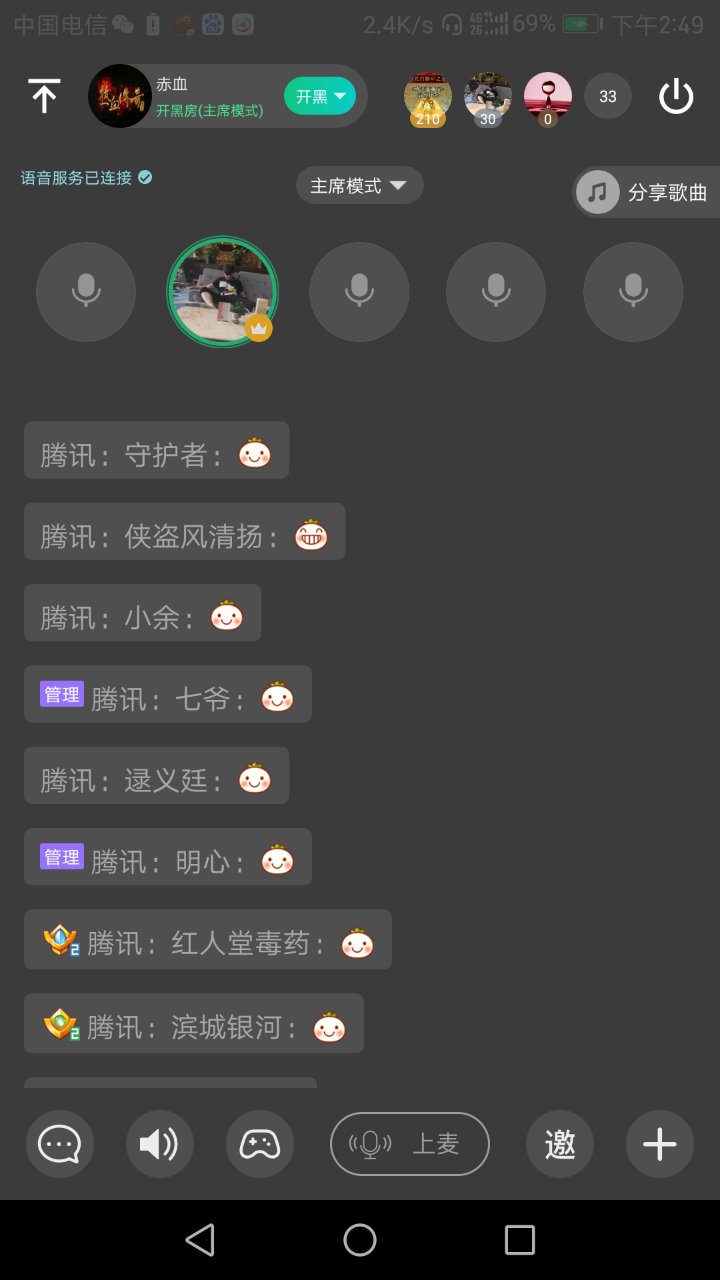 中国电信
2.4K/s 4G 2G 69% 下午2:49
赤血
开黑房(主席模式)
开黑
210
30
0
33
语音服务已连接
主席模式
分享歌曲
腾讯：守护者：
腾讯：侠盗风清扬：
腾讯：小余：
管理 腾讯：七爷：
腾讯：逯义廷：
管理 腾讯：明心：
2 腾讯：红人堂毒药：
2 腾讯：滨城银河：
上麦
邀